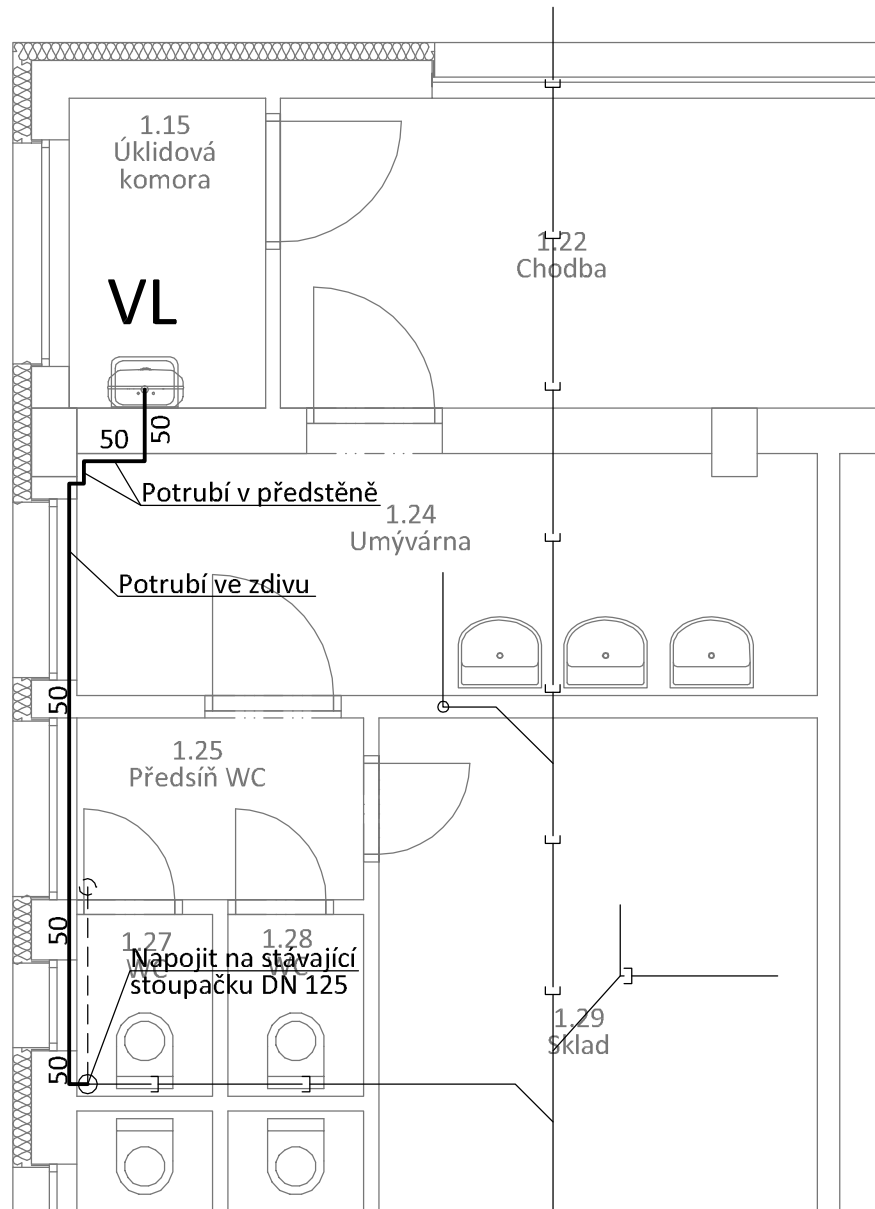 1.15
Úklidová
komora
1.22
Chodba
VL
50
50
Potrubí v předstěně
1.24
Umývárna
Potrubí ve zdivu
50
1.25
Předsíň WC
50
1.27
WC
1.28
WC
Napojit na stávající
stoupačku DN 125
1.29
Sklad
50